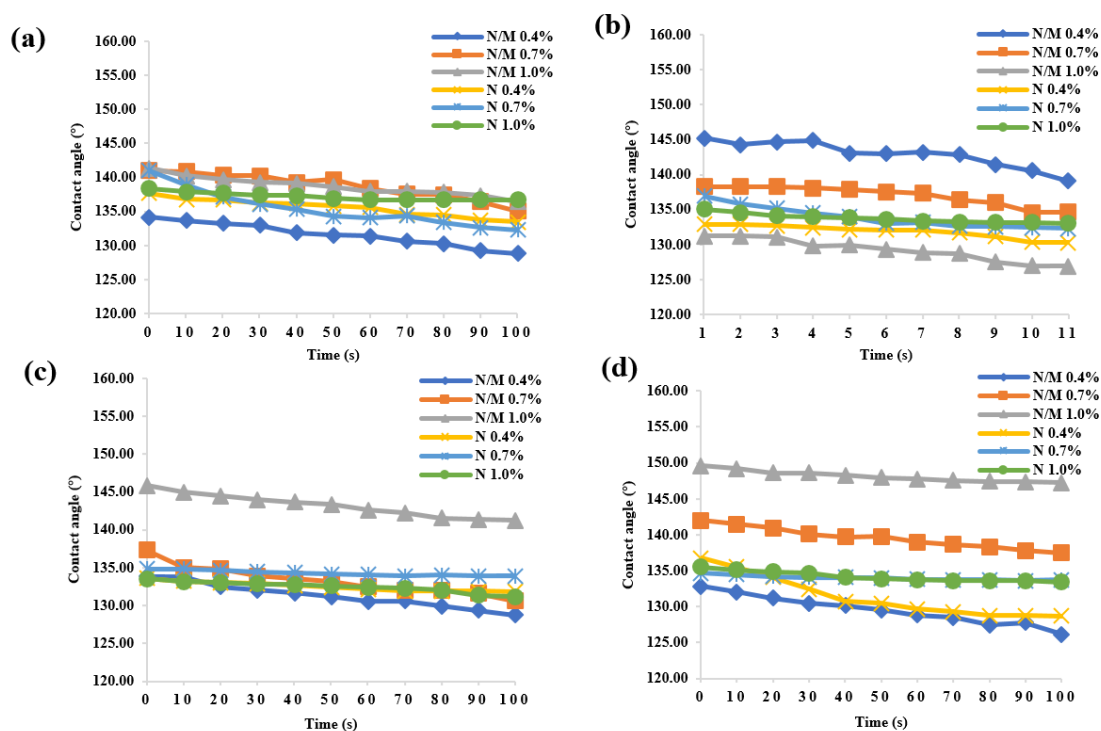 (a)
160.00
155.00
150.00
145.00
140.00
135.00
130.00
125.00
120.00
Contact angle (°)
0 10 20 30 40 50 60 70 80 90 100
Time (s)
N/M 0.4%
N/M 0.7%
N/M 1.0%
N 0.4%
N 0.7%
N 1.0%
(b)
160.00
155.00
150.00
145.00
140.00
135.00
130.00
125.00
120.00
Contact angle (°)
1 2 3 4 5 6 7 8 9 10 11
Time (s)
N/M 0.4%
N/M 0.7%
N/M 1.0%
N 0.4%
N 0.7%
N 1.0%
(c)
160.00
155.00
150.00
145.00
140.00
135.00
130.00
125.00
120.00
Contact angle (°)
0 10 20 30 40 50 60 70 80 90 100
Time (s)
N/M 0.4%
N/M 0.7%
N/M 1.0%
N 0.4%
N 0.7%
N 1.0%
(d)
160.00
155.00
150.00
145.00
140.00
135.00
130.00
125.00
120.00
Contact angle (°)
0 10 20 30 40 50 60 70 80 90 100
Time (s)
N/M 0.4%
N/M 0.7%
N/M 1.0%
N 0.4%
N 0.7%
N 1.0%